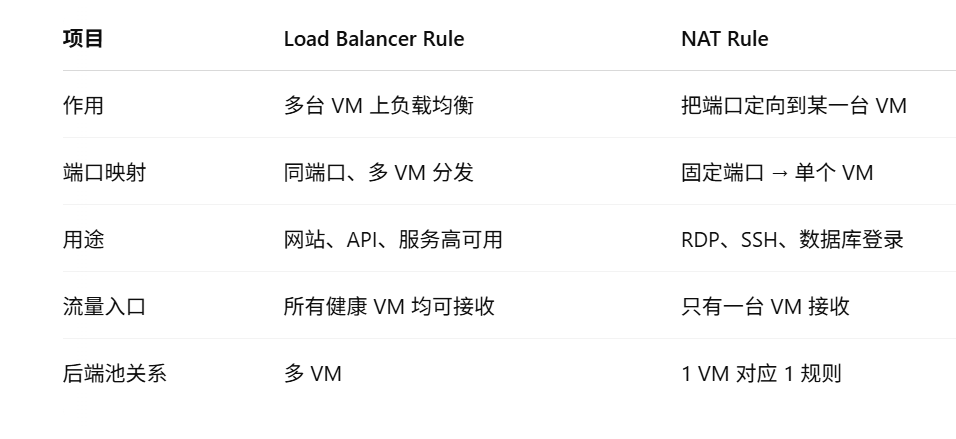 项目 Load Balancer Rule NAT Rule
作用 多台 VM 上负载均衡 把端口定向到某一台 VM
端口映射 同端口、多 VM 分发 固定端口 → 单个 VM
用途 网站、API、服务高可用 RDP、SSH、数据库登录
流量入口 所有健康 VM 均可接收 只有一台 VM 接收
后端池关系 多 VM 1 VM 对应 1 规则